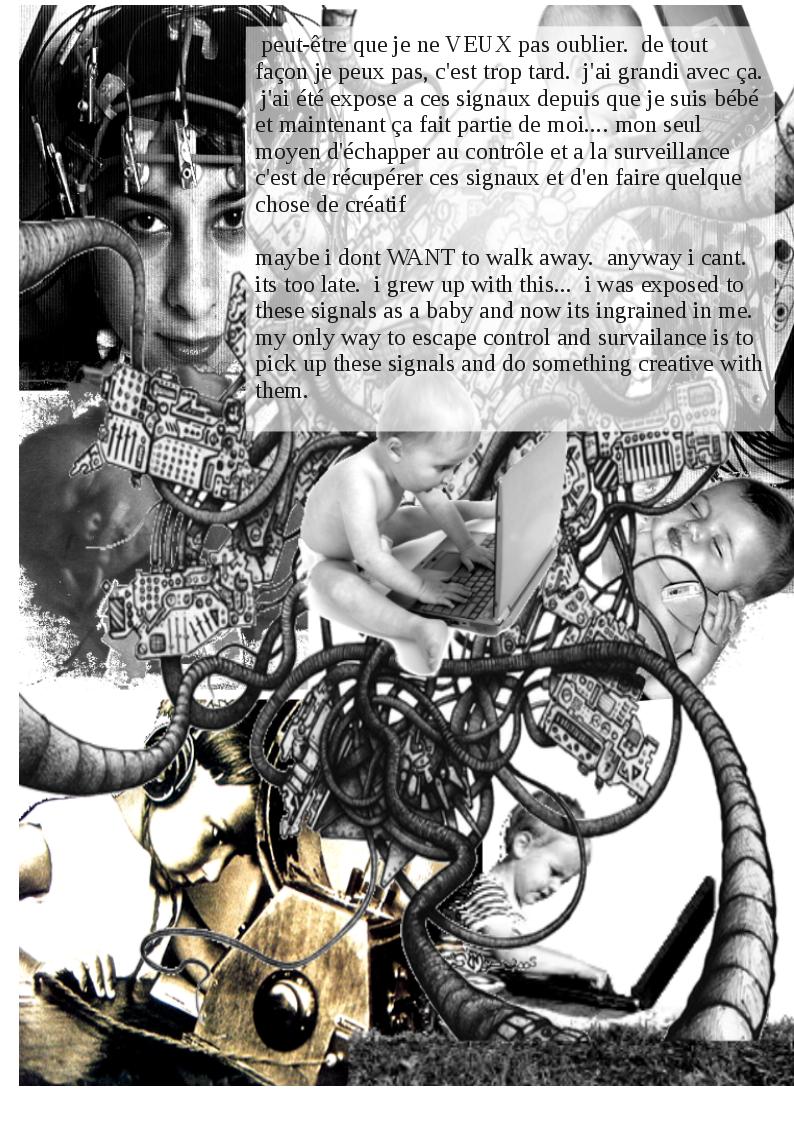 peut-être que je ne VEUX pas oublier.  de tout
façon je peux pas, c'est trop tard.  j'ai grandi avec ça.
j'ai été expose a ces signaux depuis que je suis bébé
et maintenant ça fait partie de moi.... mon seul
moyen d'échapper au contrôle et a la surveillance
c'est de récupérer ces signaux et d'en faire quelque
chose de créatif

maybe i dont WANT to walk away.  anyway i cant.
its too late.  i grew up with this...  i was exposed to
these signals as a baby and now its ingrained in me.
my only way to escape control and survailance is to
pick up these signals and do something creative with
them.